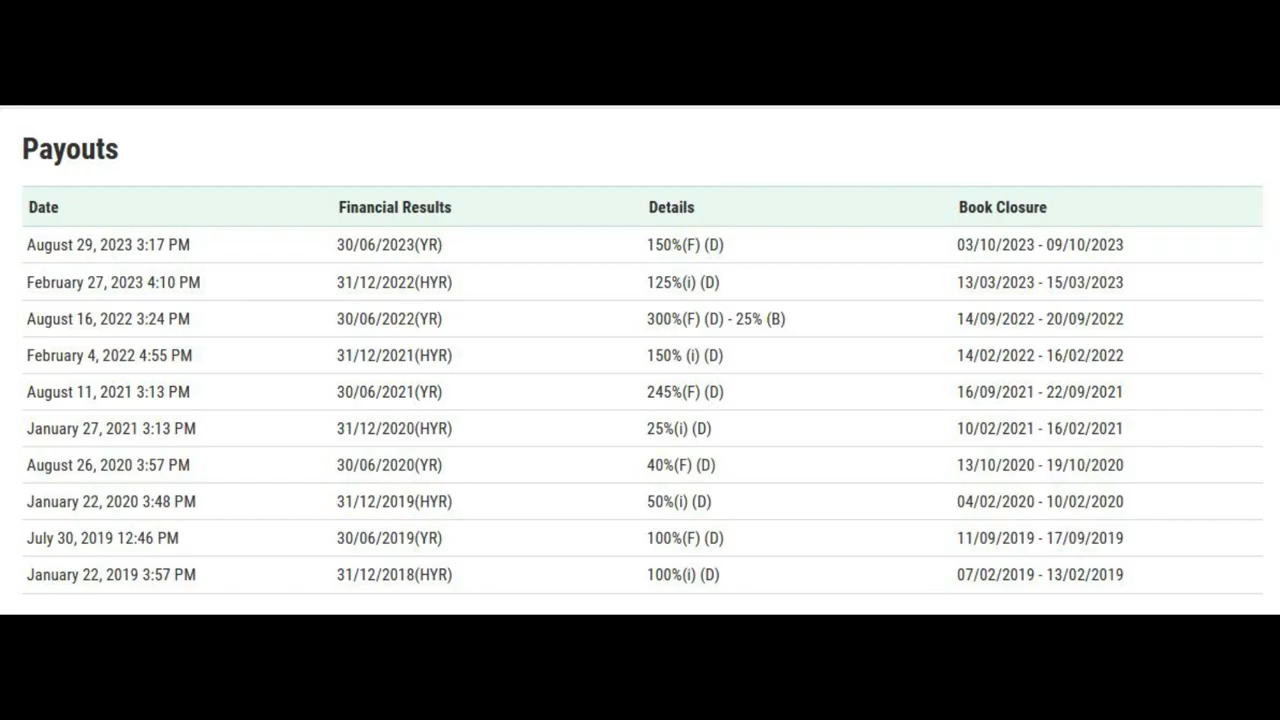 Payouts
Date Financial Results Details Book Closure
August 29, 2023 3:17 PM 30/06/2023(YR) 150%(F) (D) 03/10/2023 - 09/10/2023
February 27, 2023 4:10 PM 31/12/2022(HYR) 125%(i) (D) 13/03/2023 - 15/03/2023
August 16, 2022 3:24 PM 30/06/2022(YR) 300%(F) (D) - 25% (B) 14/09/2022 - 20/09/2022
February 4, 2022 4:55 PM 31/12/2021(HYR) 150% (i) (D) 14/02/2022 - 16/02/2022
August 11, 2021 3:13 PM 30/06/2021(YR) 245%(F) (D) 16/09/2021 - 22/09/2021
January 27, 2021 3:13 PM 31/12/2020(HYR) 25%(i) (D) 10/02/2021 - 16/02/2021
August 26, 2020 3:57 PM 30/06/2020(YR) 40%(F) (D) 13/10/2020 - 19/10/2020
January 22, 2020 3:48 PM 31/12/2019(HYR) 50%(i) (D) 04/02/2020 - 10/02/2020
July 30, 2019 12:46 PM 30/06/2019(YR) 100%(F) (D) 11/09/2019 - 17/09/2019
January 22, 2019 3:57 PM 31/12/2018(HYR) 100%(i) (D) 07/02/2019 - 13/02/2019